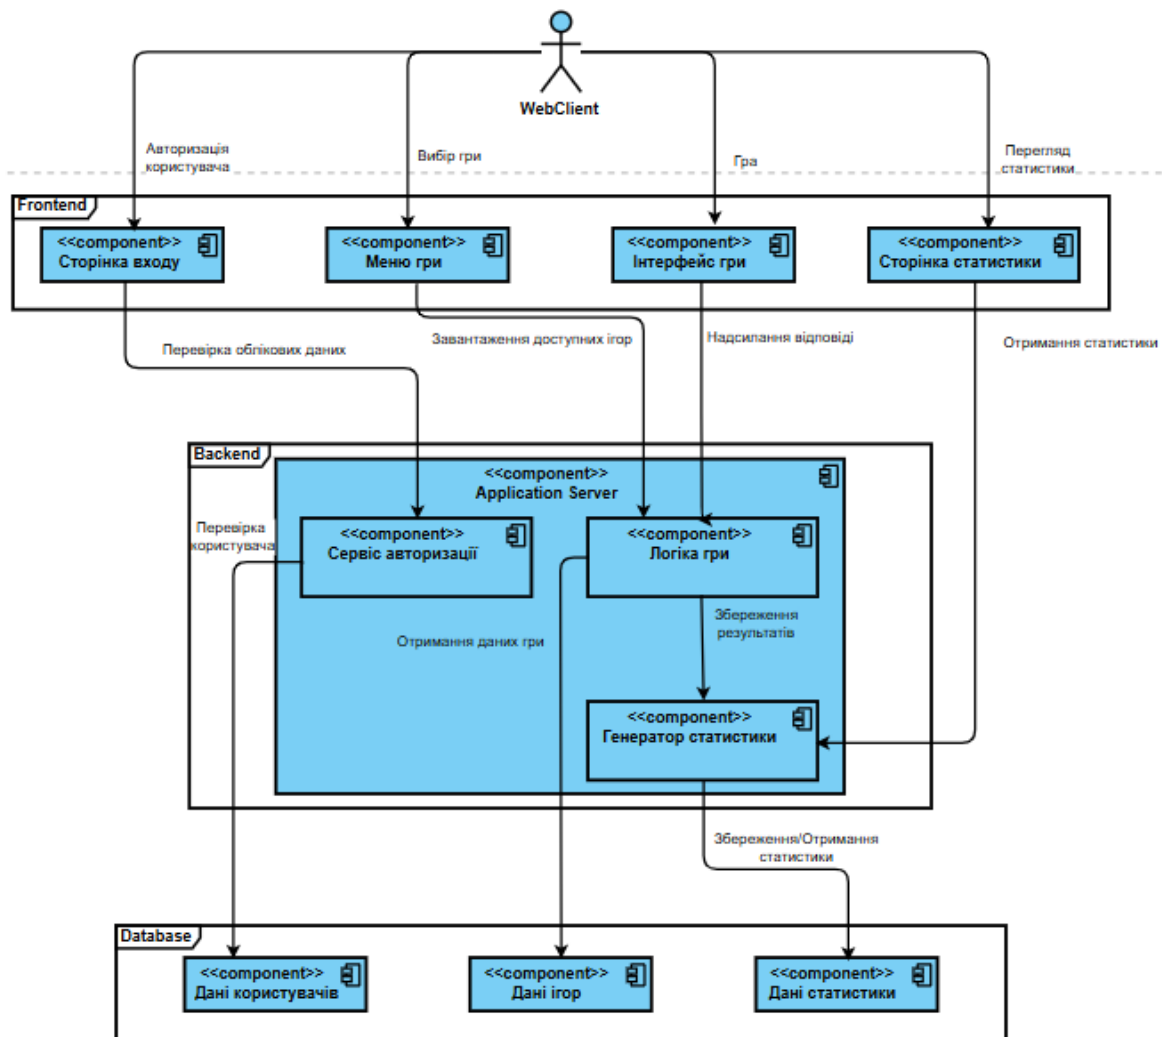 WebClient
Авторизація
користувача
Вибір гри
Гра
Перегляд
статистики
Frontend
<<component>>
Сторінка входу
<<component>>
Меню гри
<<component>>
Інтерфейс гри
<<component>>
Сторінка статистики
Перевірка облікових даних
Завантаження доступних ігор
Надсилання відповіді
Отримання статистики
Backend
<<component>>
Application Server
Перевірка
користувача
<<component>>
Сервіс авторизації
<<component>>
Логіка гри
Отримання даних гри
Збереження
результатів
<<component>>
Генератор статистики
Збереження/Отримання
статистики
Database
<<component>>
Дані користувачів
<<component>>
Дані ігор
<<component>>
Дані статистики